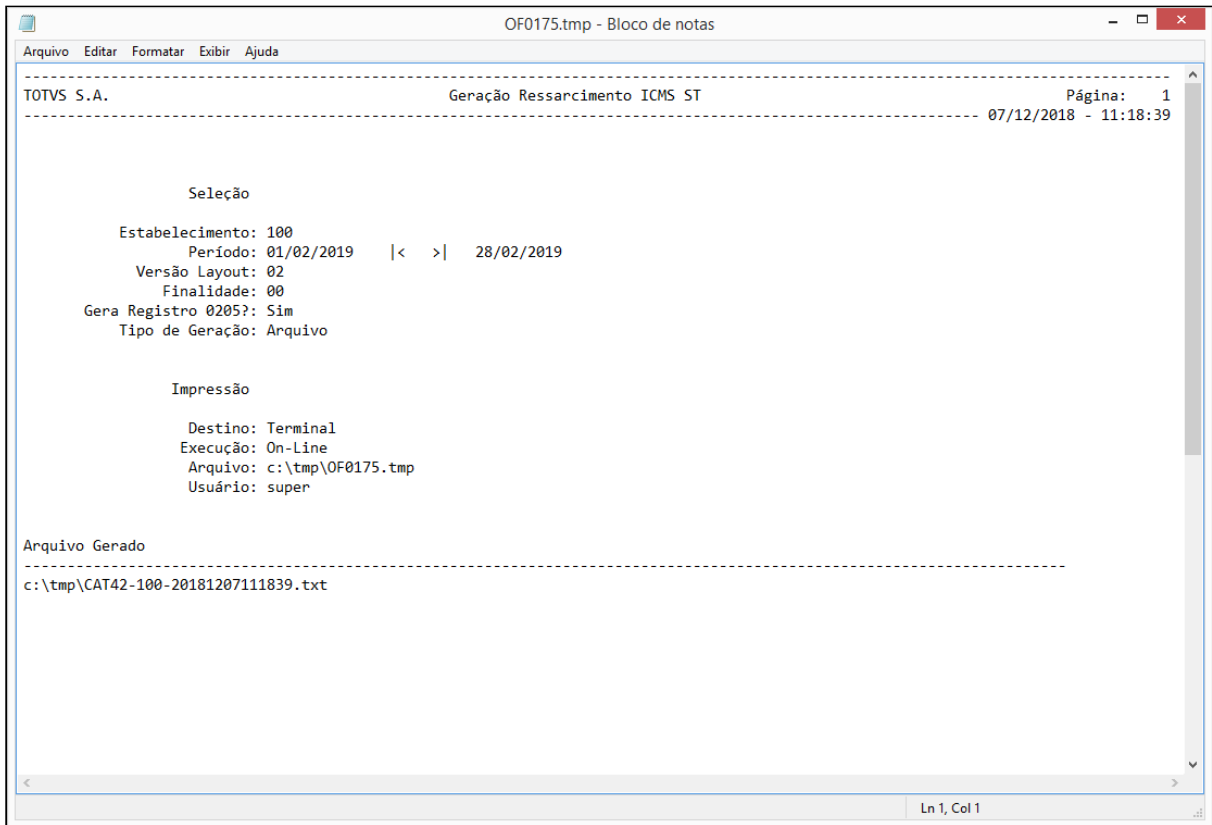 OF0175.tmp - Bloco de notas
Arquivo Editar Formatar Exibir Ajuda
------------------------------------------------------------------------------------------------------------------------------------
TOTVS S.A. Geração Ressarcimento ICMS ST Página: 1
-------------------------------------------------------------------------------------------------------------- 07/12/2018 - 11:18:39
Seleção
Estabelecimento: 100
Período: 01/02/2019 |< >| 28/02/2019
Versão Layout: 02
Finalidade: 00
Gera Registro 0205?: Sim
Tipo de Geração: Arquivo
Impressão
Destino: Terminal
Execução: On-Line
Arquivo: c:\tmp\OF0175.tmp
Usuário: super
Arquivo Gerado
------------------------------------------------------------------------------------------------------------------------
c:\tmp\CAT42-100-20181207111839.txt
Ln 1, Col 1